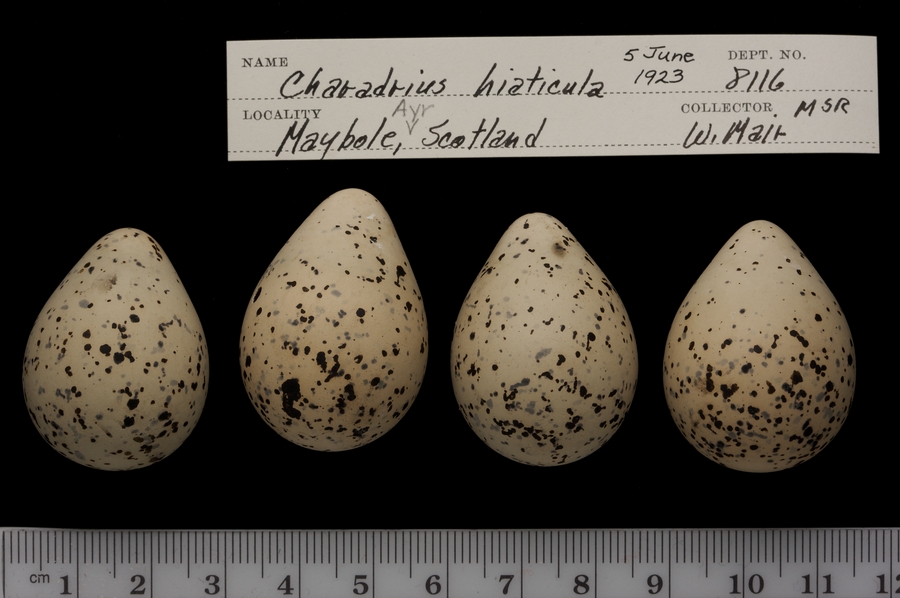 NAME Charadrius hiaticula 5 June 1923 DEPT. NO. 8116
LOCALITY Maybole, Ayr Scotland COLLECTOR W. Mair MSR
cm 1 2 3 4 5 6 7 8 9 10 11 12